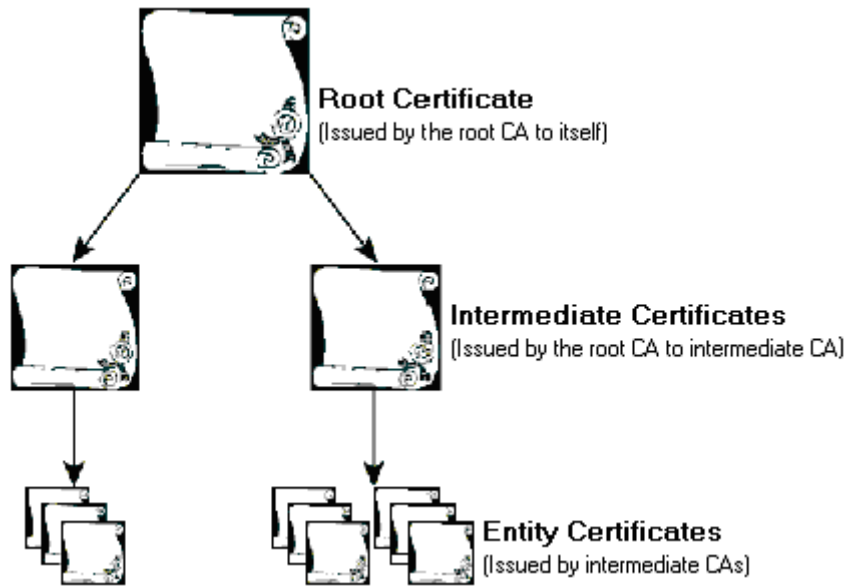 Root Certificate
(Issued by the root CA to itself)
Intermediate Certificates
(Issued by the root CA to intermediate CA)
Entity Certificates
(Issued by intermediate CAs)